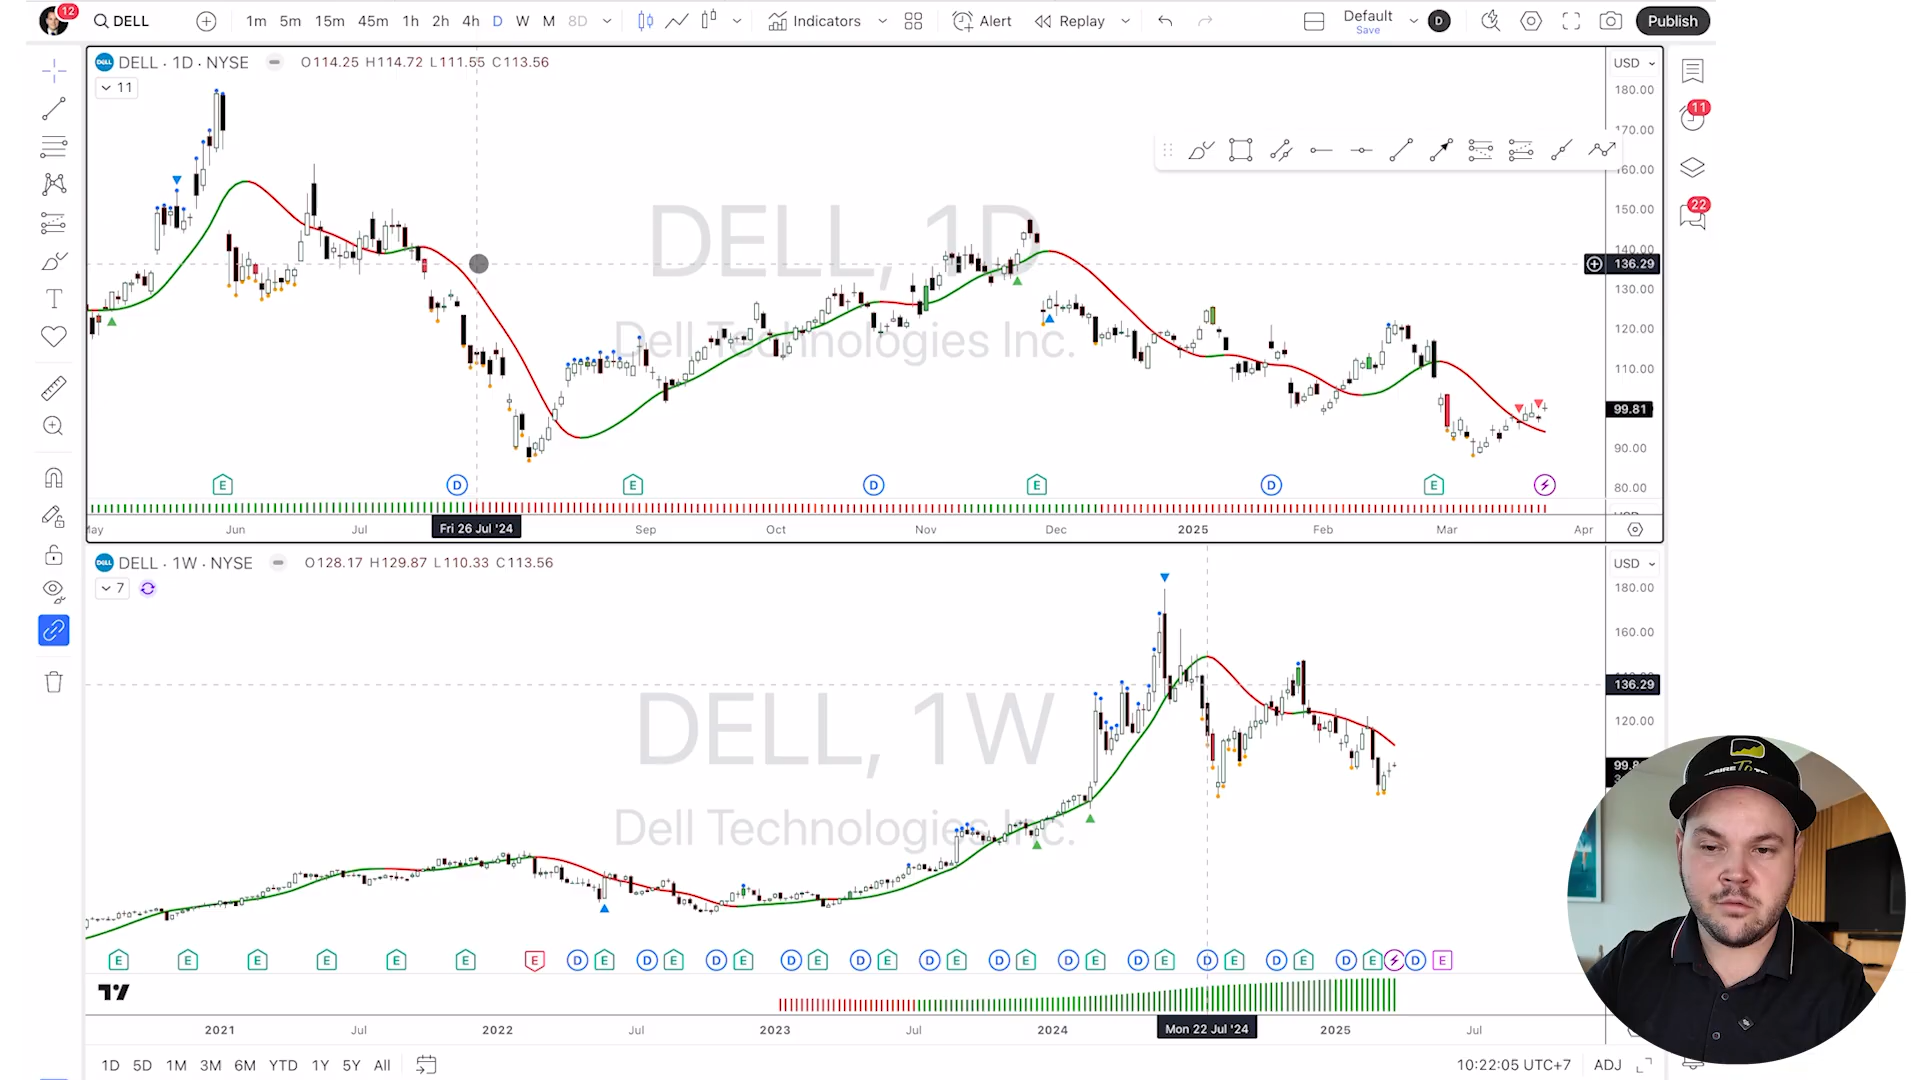 12
DELL
1m 5m 15m 45m 1h 2h 4h D W M 8D
Indicators
Alert
Replay
Default
Save
D
Publish
DELL · 1D · NYSE O114.25 H114.72 L111.55 C113.56
11
USD
180.00
170.00
160.00
150.00
140.00
136.29
130.00
120.00
110.00
99.81
90.00
80.00
11
22
DELL, 1D
Dell Technologies Inc.
E D E D E D E
May Jun Jul Fri 26 Jul '24 Sep Oct Nov Dec 2025 Feb Mar Apr
DELL · 1W · NYSE O128.17 H129.87 L110.33 C113.56
7
USD
180.00
160.00
136.29
120.00
DELL, 1W
Dell Technologies Inc.
E E E E E E E D E D E D E D E D E D E D E D E D E D E D E D E D E
2021 Jul 2022 Jul 2023 Jul 2024 Mon 22 Jul '24 2025 Jul
1D 5D 1M 3M 6M YTD 1Y 5Y All
10:22:05 UTC+7 ADJ